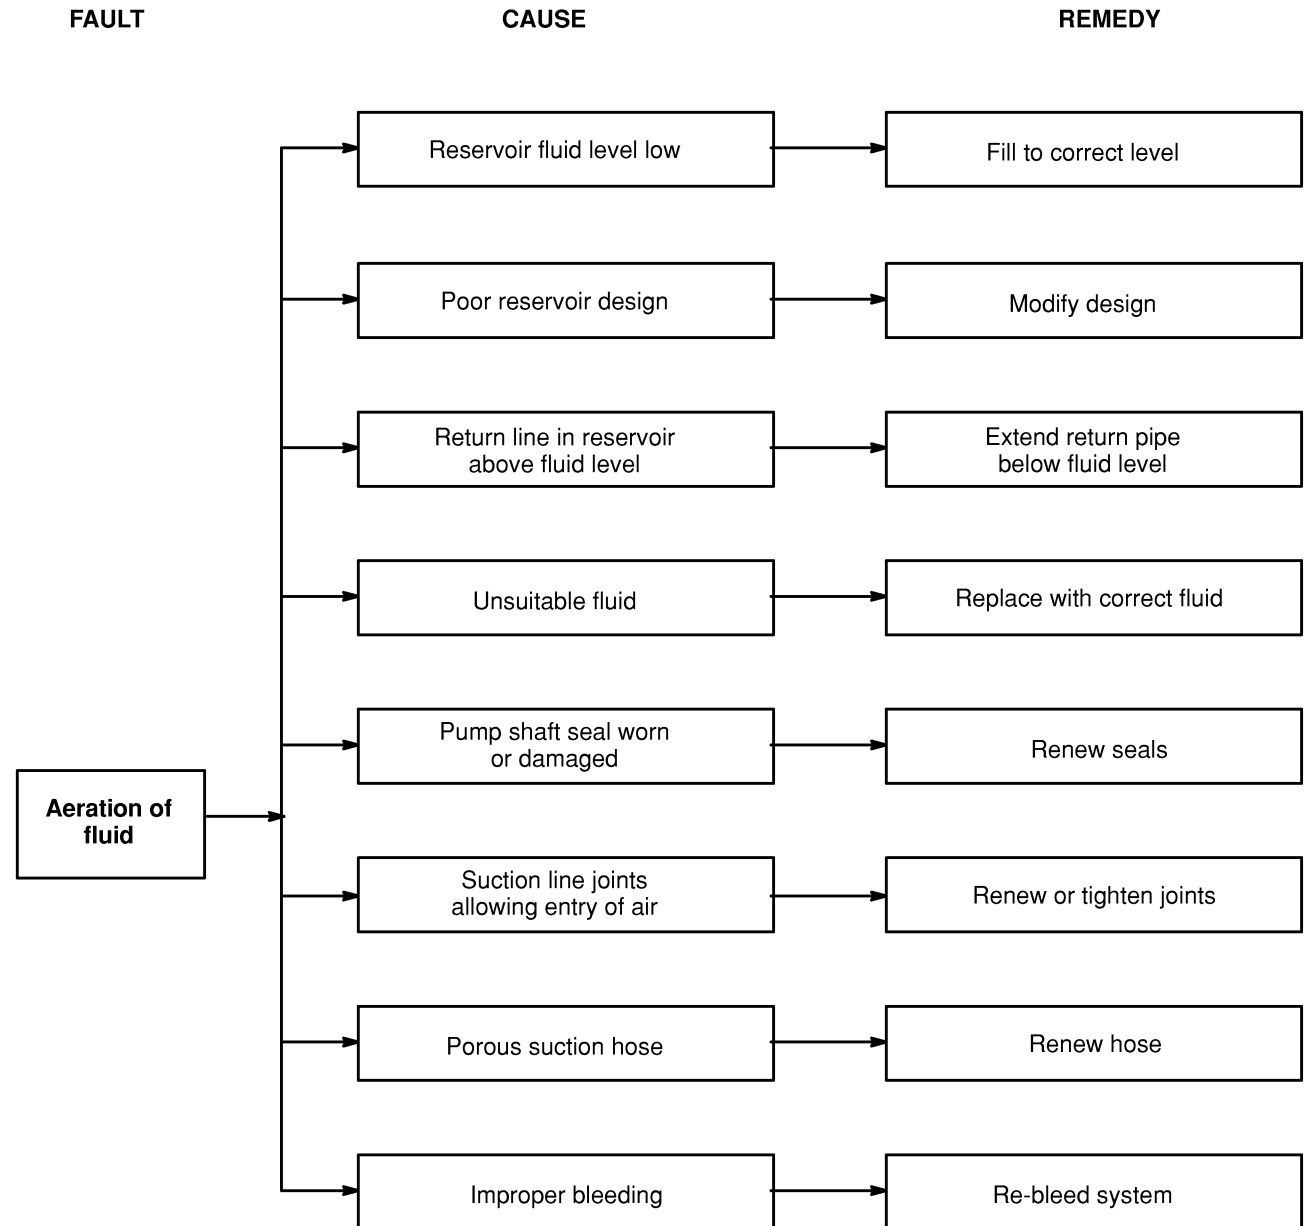 FAULT
CAUSE
REMEDY
Reservoir fluid level low
Fill to correct level
Poor reservoir design
Modify design
Return line in reservoir
above fluid level
Extend return pipe
below fluid level
Unsuitable fluid
Replace with correct fluid
Pump shaft seal worn
or damaged
Renew seals
Aeration of
fluid
Suction line joints
allowing entry of air
Renew or tighten joints
Porous suction hose
Renew hose
Improper bleeding
Re-bleed system